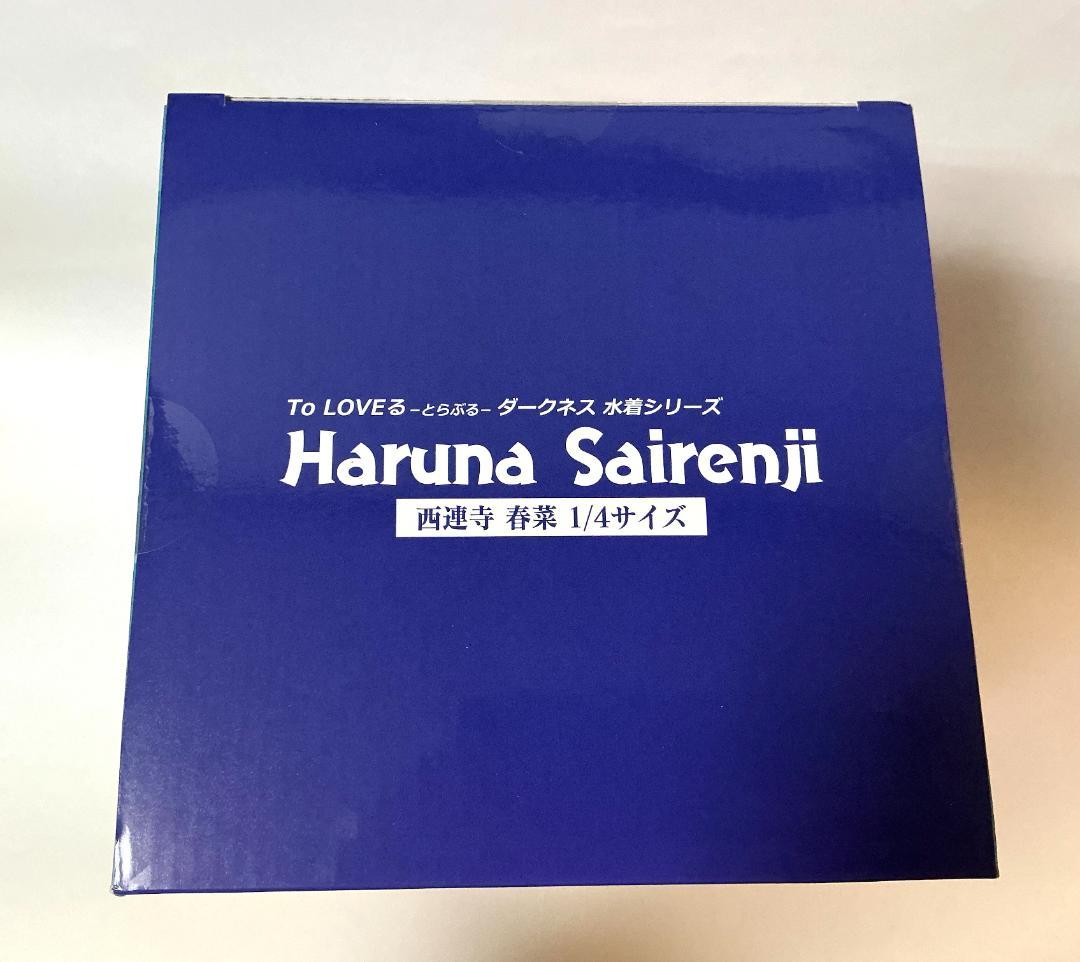 To LOVEる −とらぶる− ダークネス 水着シリーズ
Haruna Sairenji
西連寺 春菜 1/4サイズ